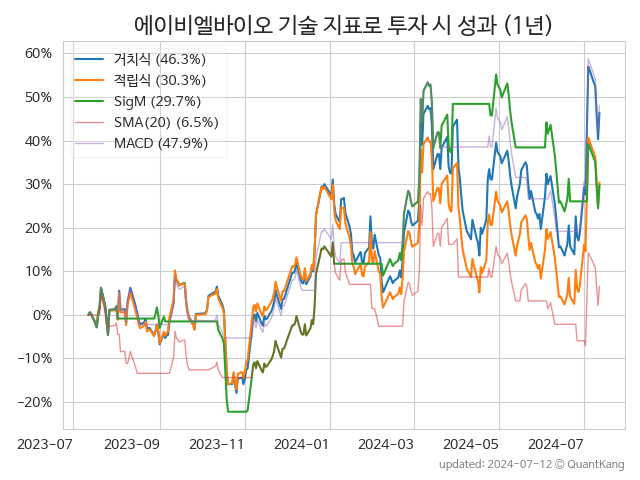 에이비엘바이오 기술 지표로 투자 시 성과 (1년)
거치식 (46.3%)
적립식 (30.3%)
SigM (29.7%)
SMA(20) (6.5%)
MACD (47.9%)
60%
50%
40%
30%
20%
10%
0%
−10%
−20%
2023-07 2023-09 2023-11 2024-01 2024-03 2024-05 2024-07
updated: 2024-07-12 © QuantKang